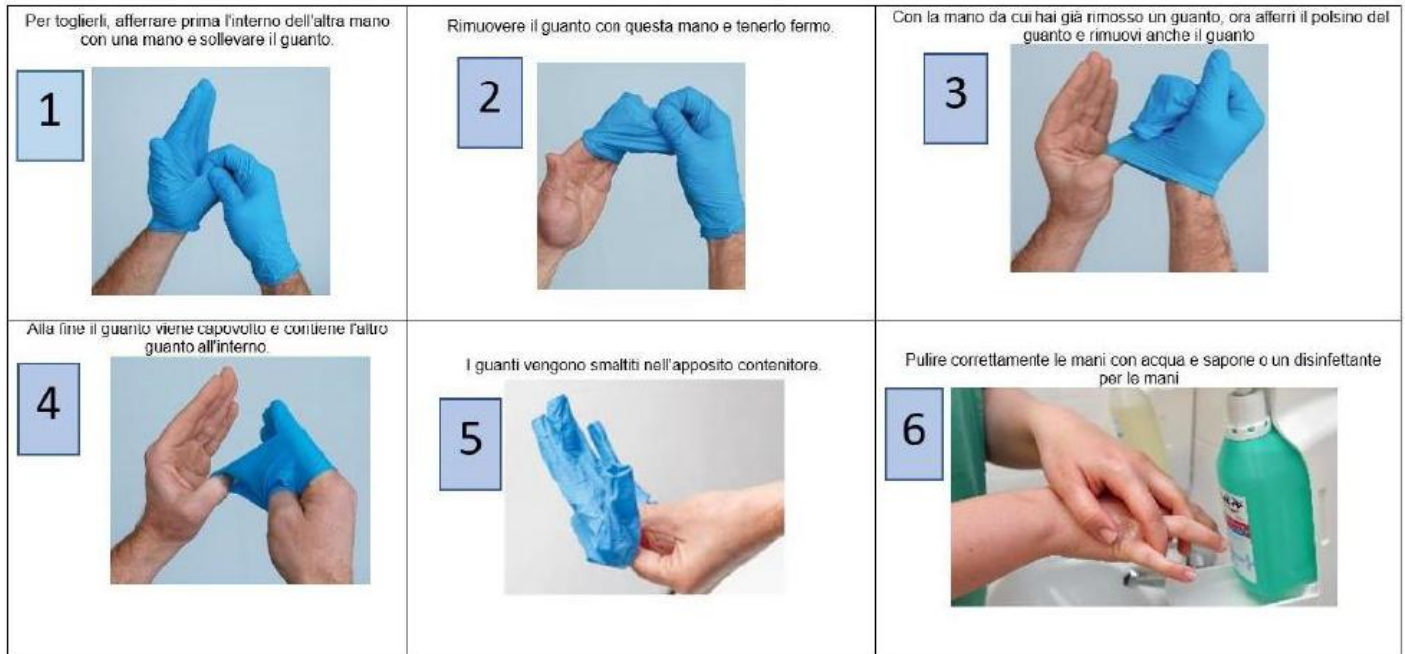 Per toglierli, afferrare prima l'interno dell'altra mano
con una mano e sollevare il guanto.
1
Rimuovere il guanto con questa mano e tenerlo fermo.
2
Con la mano da cui hai già rimosso un guanto, ora afferri il polsino del
guanto e rimuovi anche il guanto
3
Alla fine il guanto viene capovolto e contiene l'altro
guanto all'interno.
4
I guanti vengono smaltiti nell'apposito contenitore.
5
Pulire correttamente le mani con acqua e sapone o un disinfettante
per le mani
6